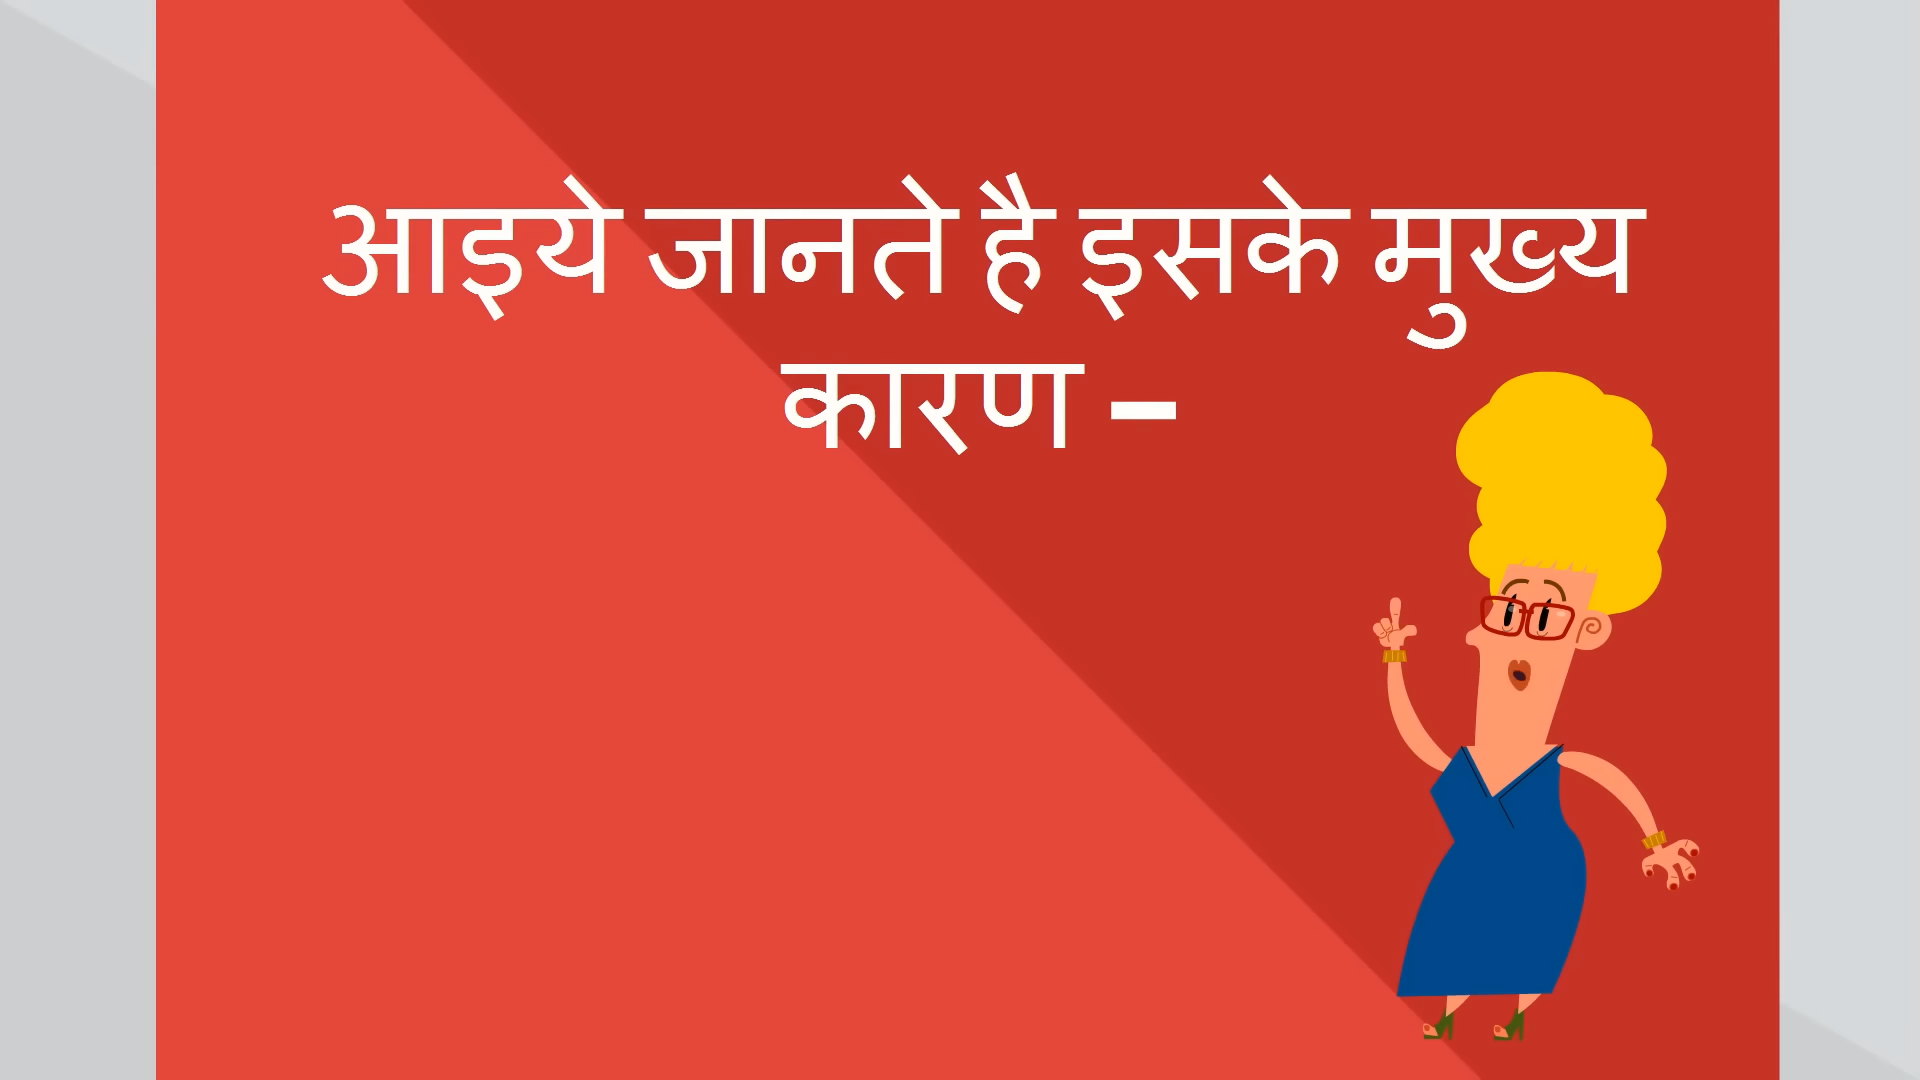 आइये जानते है इसके मुख्य
कारण –